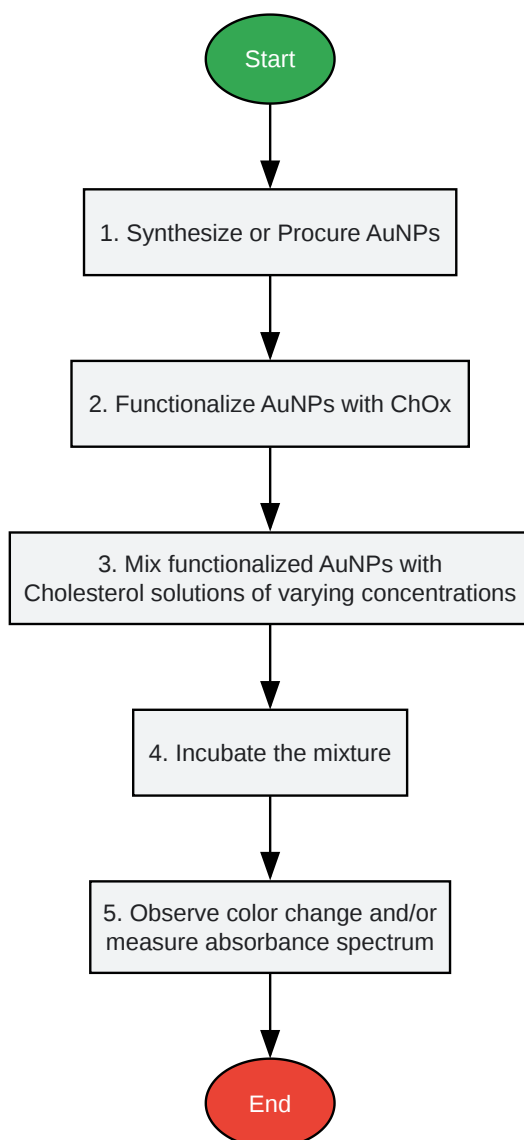 Start
1. Synthesize or Procure AuNPs
2. Functionalize AuNPs with ChOx
3. Mix functionalized AuNPs with
Cholesterol solutions of varying concentrations
4. Incubate the mixture
5. Observe color change and/or
measure absorbance spectrum
End